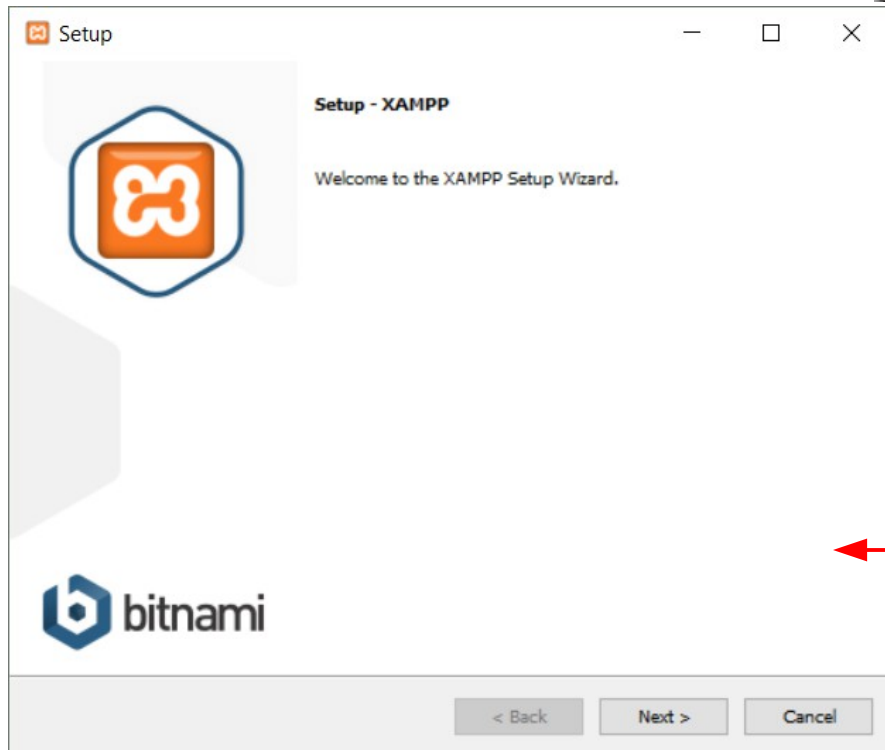 Setup
Setup - XAMPP
Welcome to the XAMPP Setup Wizard.
bitnami
< Back
Next >
Cancel